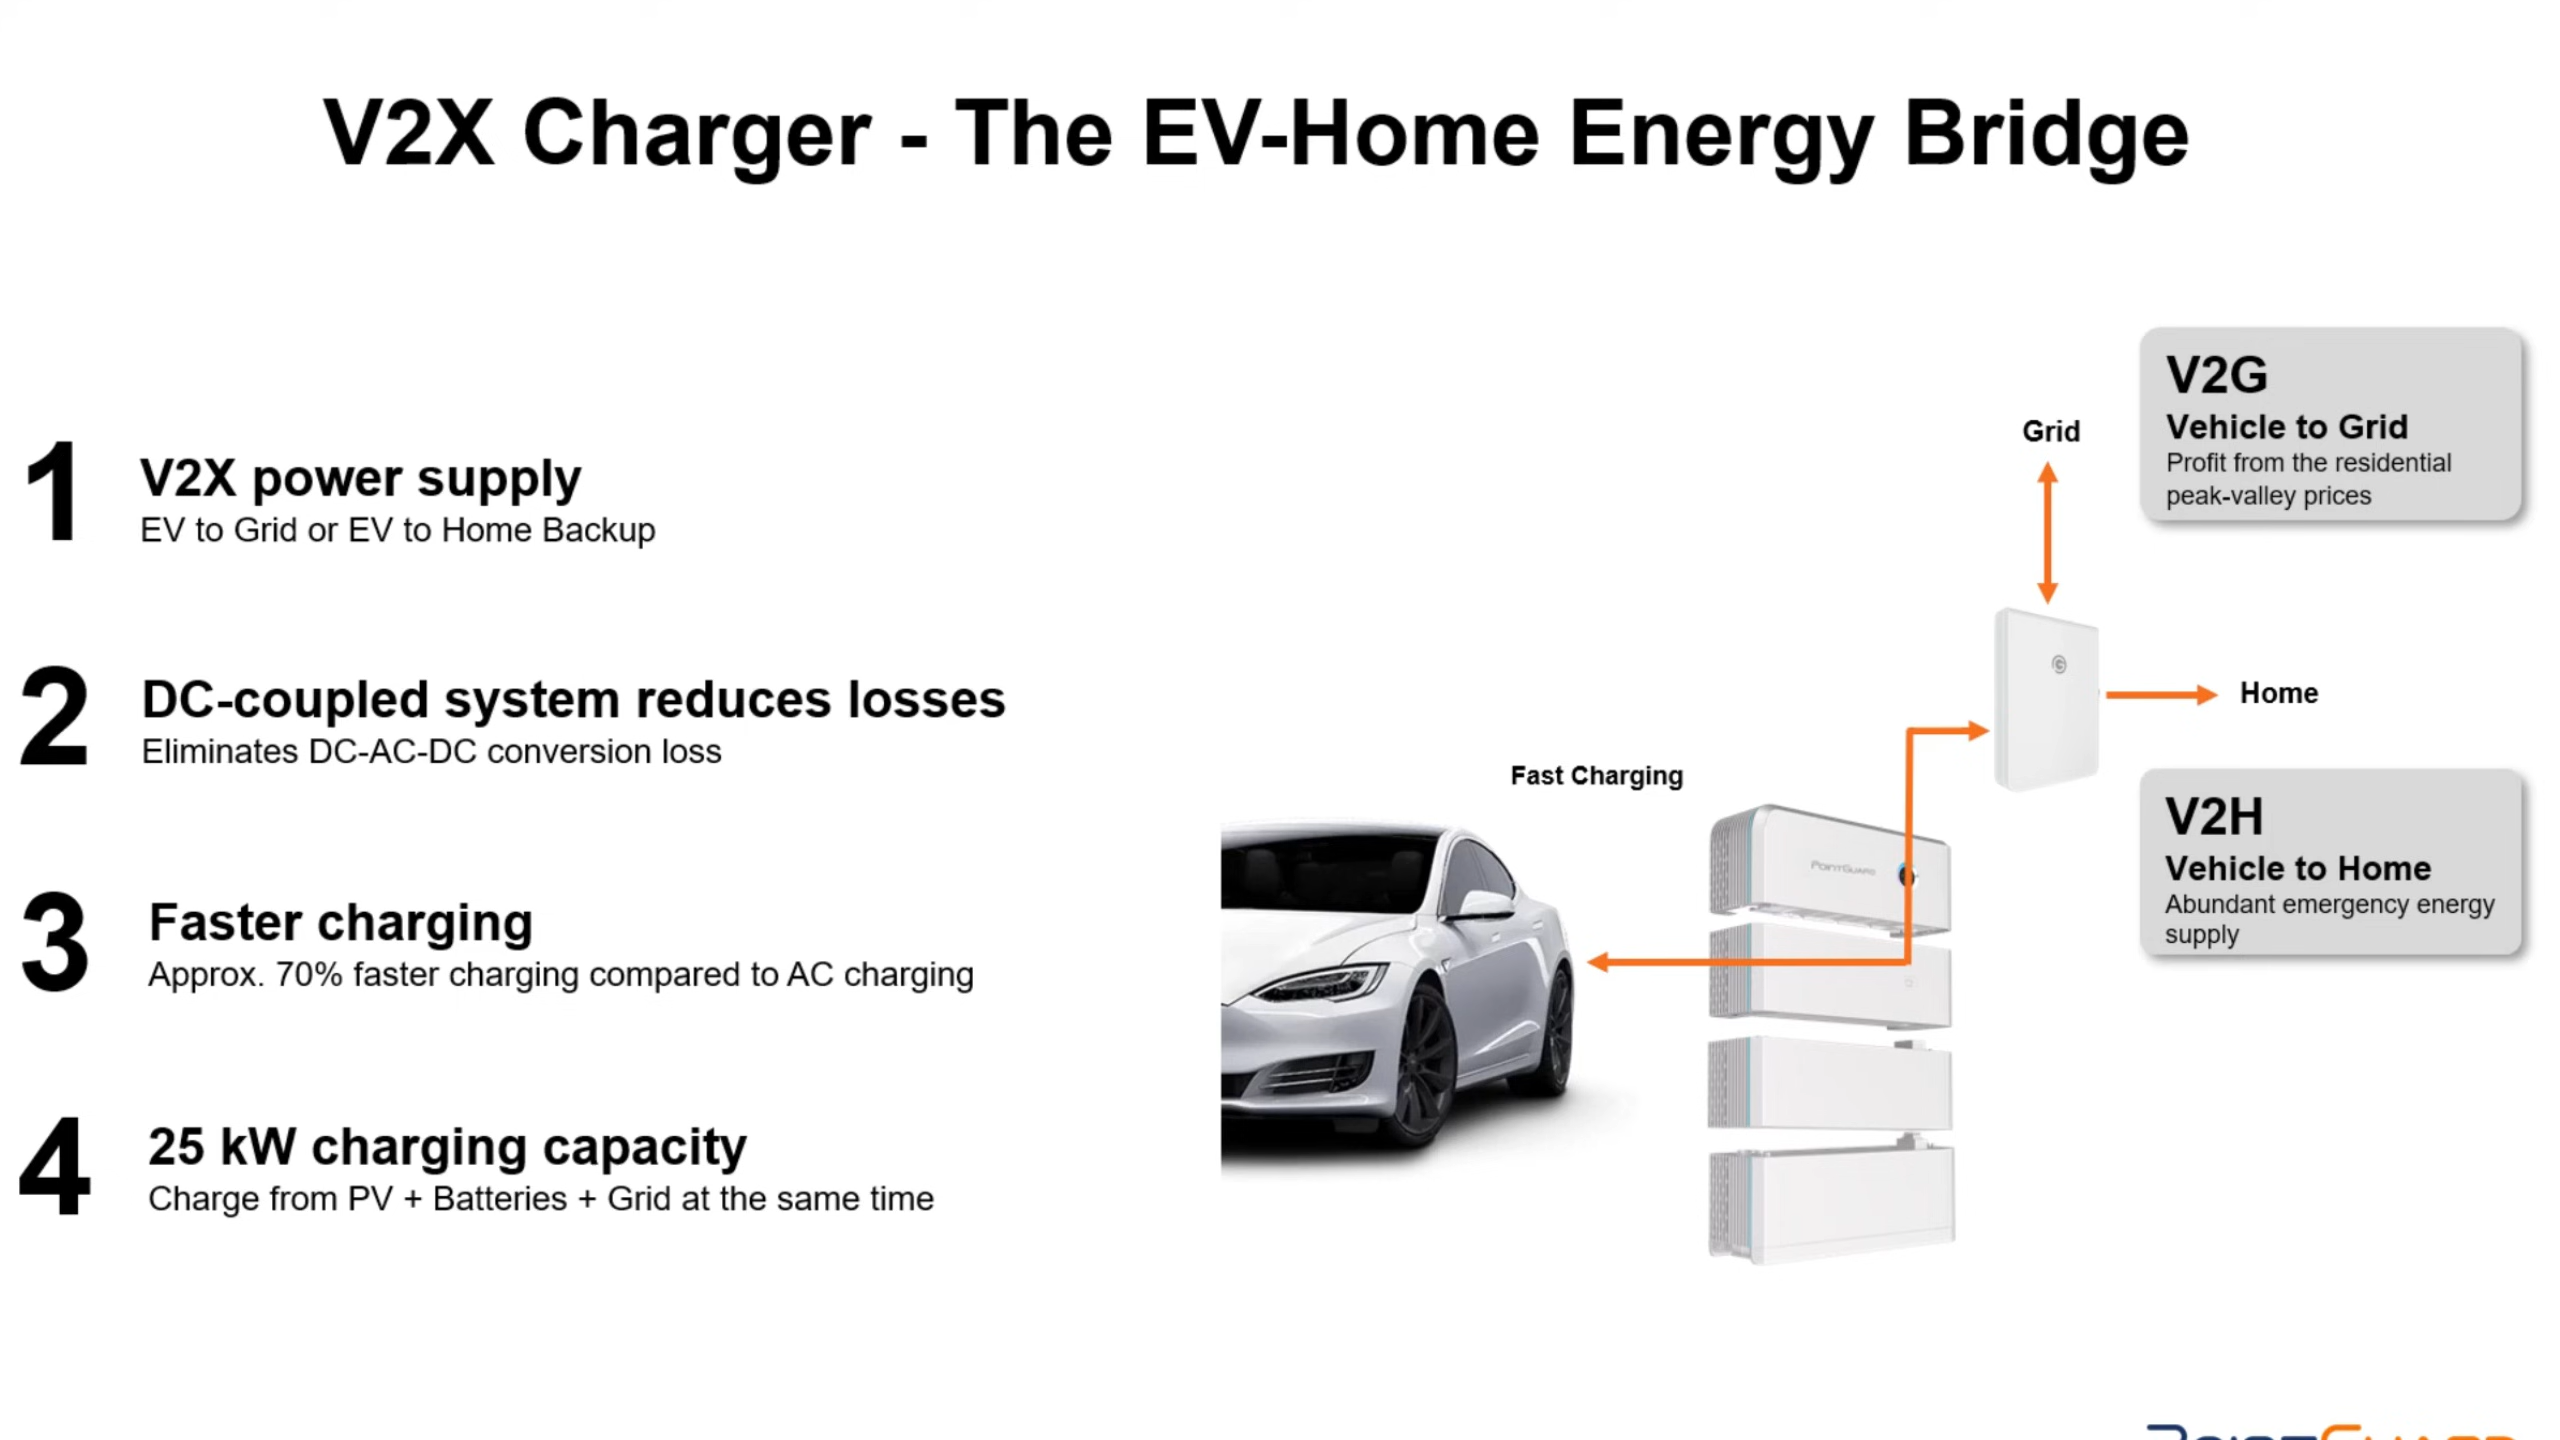 V2X Charger - The EV-Home Energy Bridge
1
V2X power supply
EV to Grid or EV to Home Backup
2
DC-coupled system reduces losses
Eliminates DC-AC-DC conversion loss
3
Faster charging
Approx. 70% faster charging compared to AC charging
4
25 kW charging capacity
Charge from PV + Batteries + Grid at the same time
Fast Charging
POINTGUARD
Grid
Home
V2G
Vehicle to Grid
Profit from the residential
peak-valley prices
V2H
Vehicle to Home
Abundant emergency energy
supply
POINTGUARD